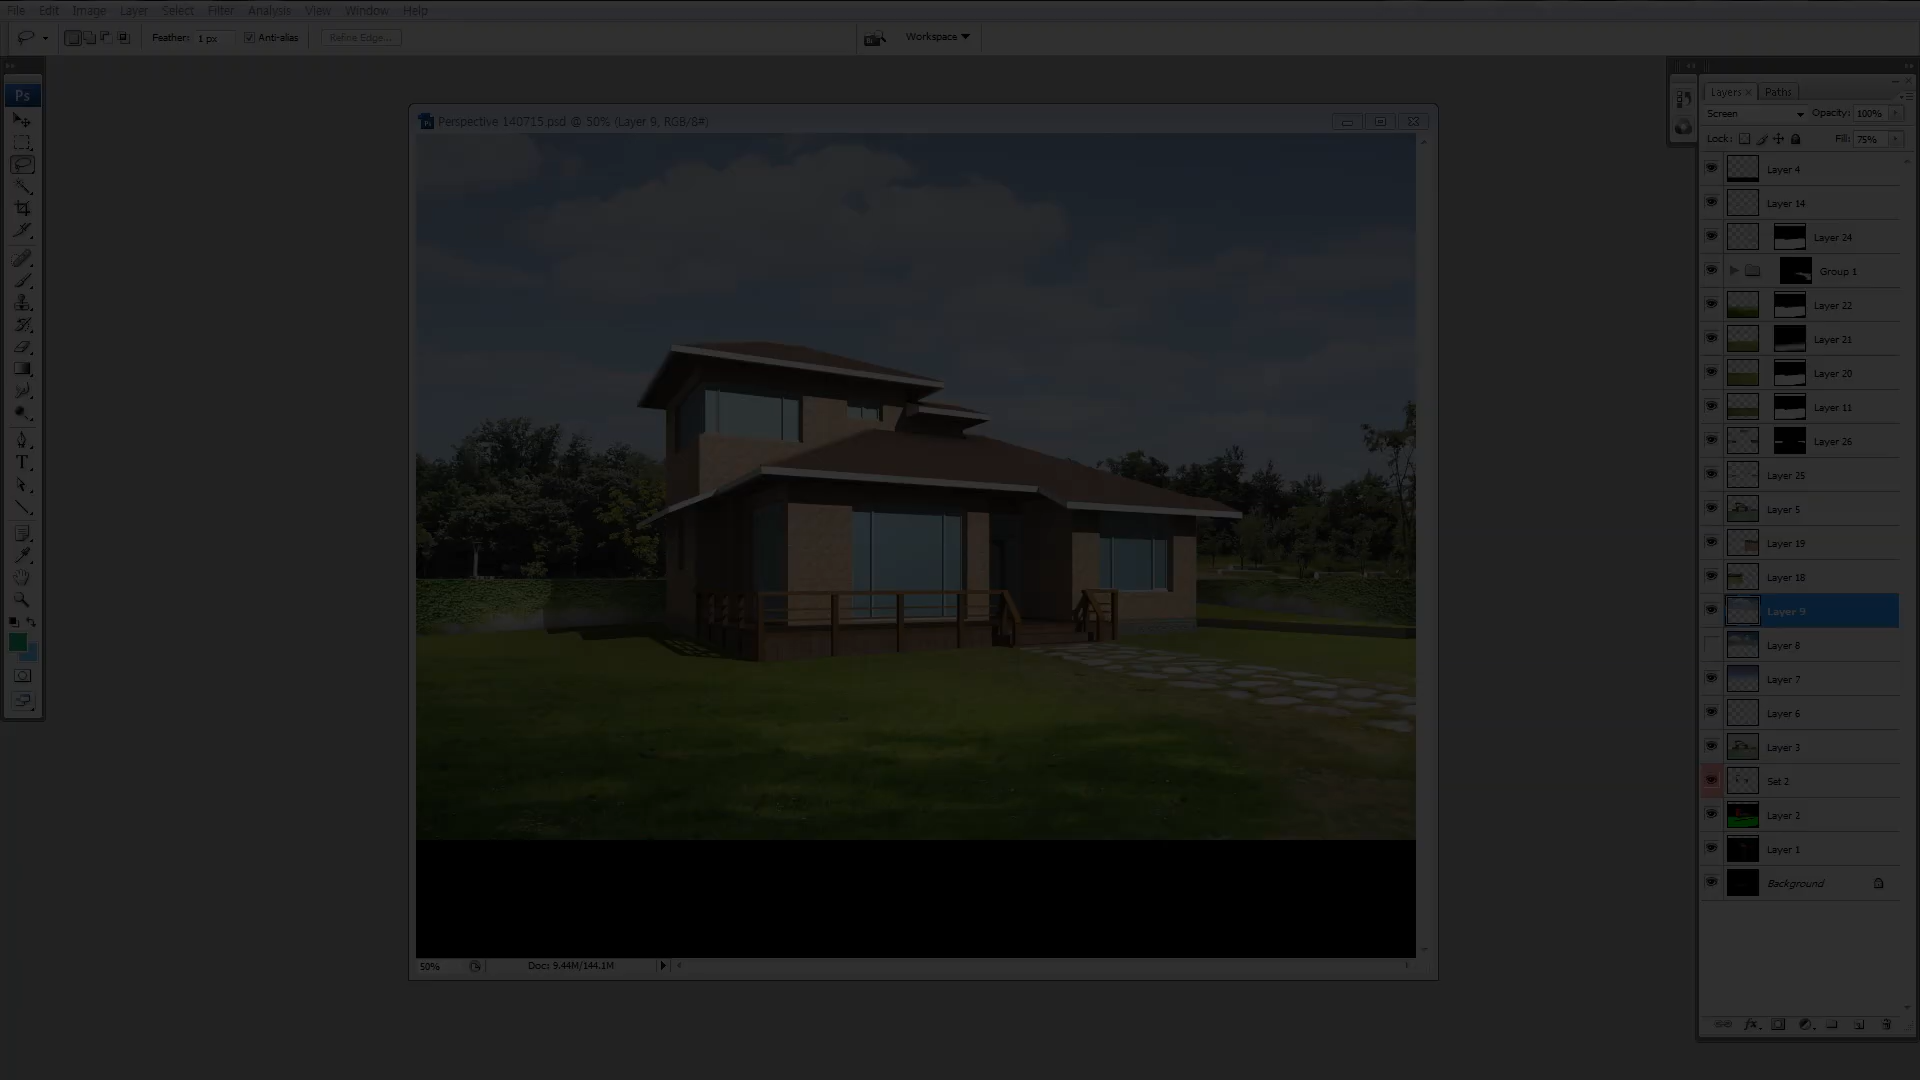 File Edit Image Layer Select Filter Analysis View Window Help
Feather: 1 px Anti-alias Refine Edge... Workspace
Ps
Perspective 140715.psd @ 50% (Layer 9, RGB/8#)
Layers Paths
Screen Opacity: 100%
Lock: Fill: 75%
Layer 4
Layer 14
Layer 24
Group 1
Layer 22
Layer 21
Layer 20
Layer 11
Layer 26
Layer 25
Layer 5
Layer 19
Layer 18
Layer 9
Layer 8
Layer 7
Layer 6
Layer 3
Set 2
Layer 2
Layer 1
Background
50% Doc: 9.44M/144.1M